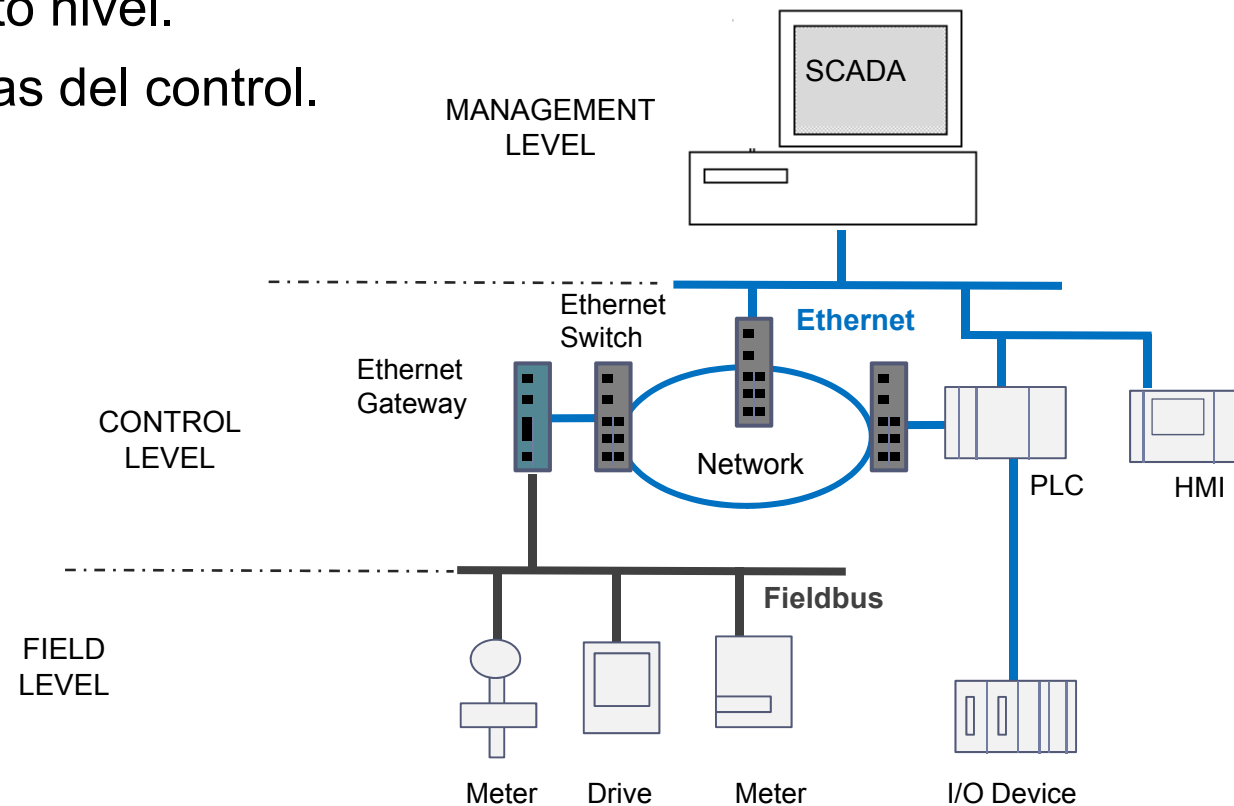 nivel.
as del control.
SCADA
MANAGEMENT
LEVEL
Ethernet
Switch
Ethernet
Ethernet
Gateway
CONTROL
LEVEL
Network
PLC
HMI
Fieldbus
FIELD
LEVEL
Meter
Drive
Meter
I/O Device